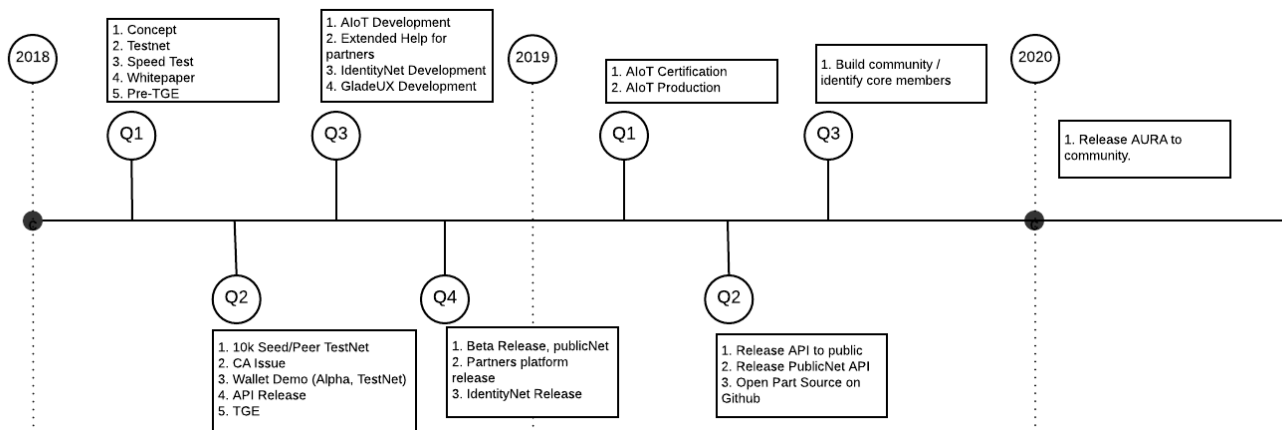 2018
1. Concept
2. Testnet
3. Speed Test
4. Whitepaper
5. Pre-TGE
Q1
1. 10k Seed/Peer TestNet
2. CA Issue
3. Wallet Demo (Alpha, TestNet)
4. API Release
5. TGE
Q2
1. AIoT Development
2. Extended Help for
partners
3. IdentityNet Development
4. GladeUX Development
Q3
1. Beta Release, publicNet
2. Partners platform
release
3. IdentityNet Release
Q4
2019
1. AIoT Certification
2. AIoT Production
Q1
1. Release API to public
2. Release PublicNet API
3. Open Part Source on
Github
Q2
1. Build community /
identify core members
Q3
2020
1. Release AURA to
community.